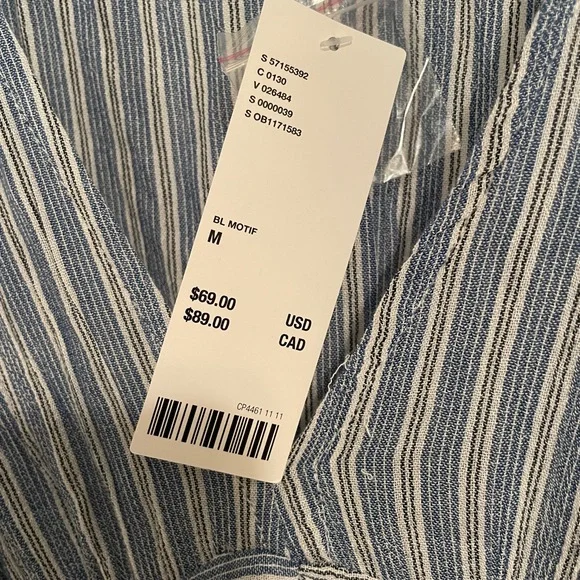 S 57155392
C 0130
V 026484
S 0000039
S OB1171583
BL MOTIF
M
$69.00 USD
$89.00 CAD
CP4461 11 11